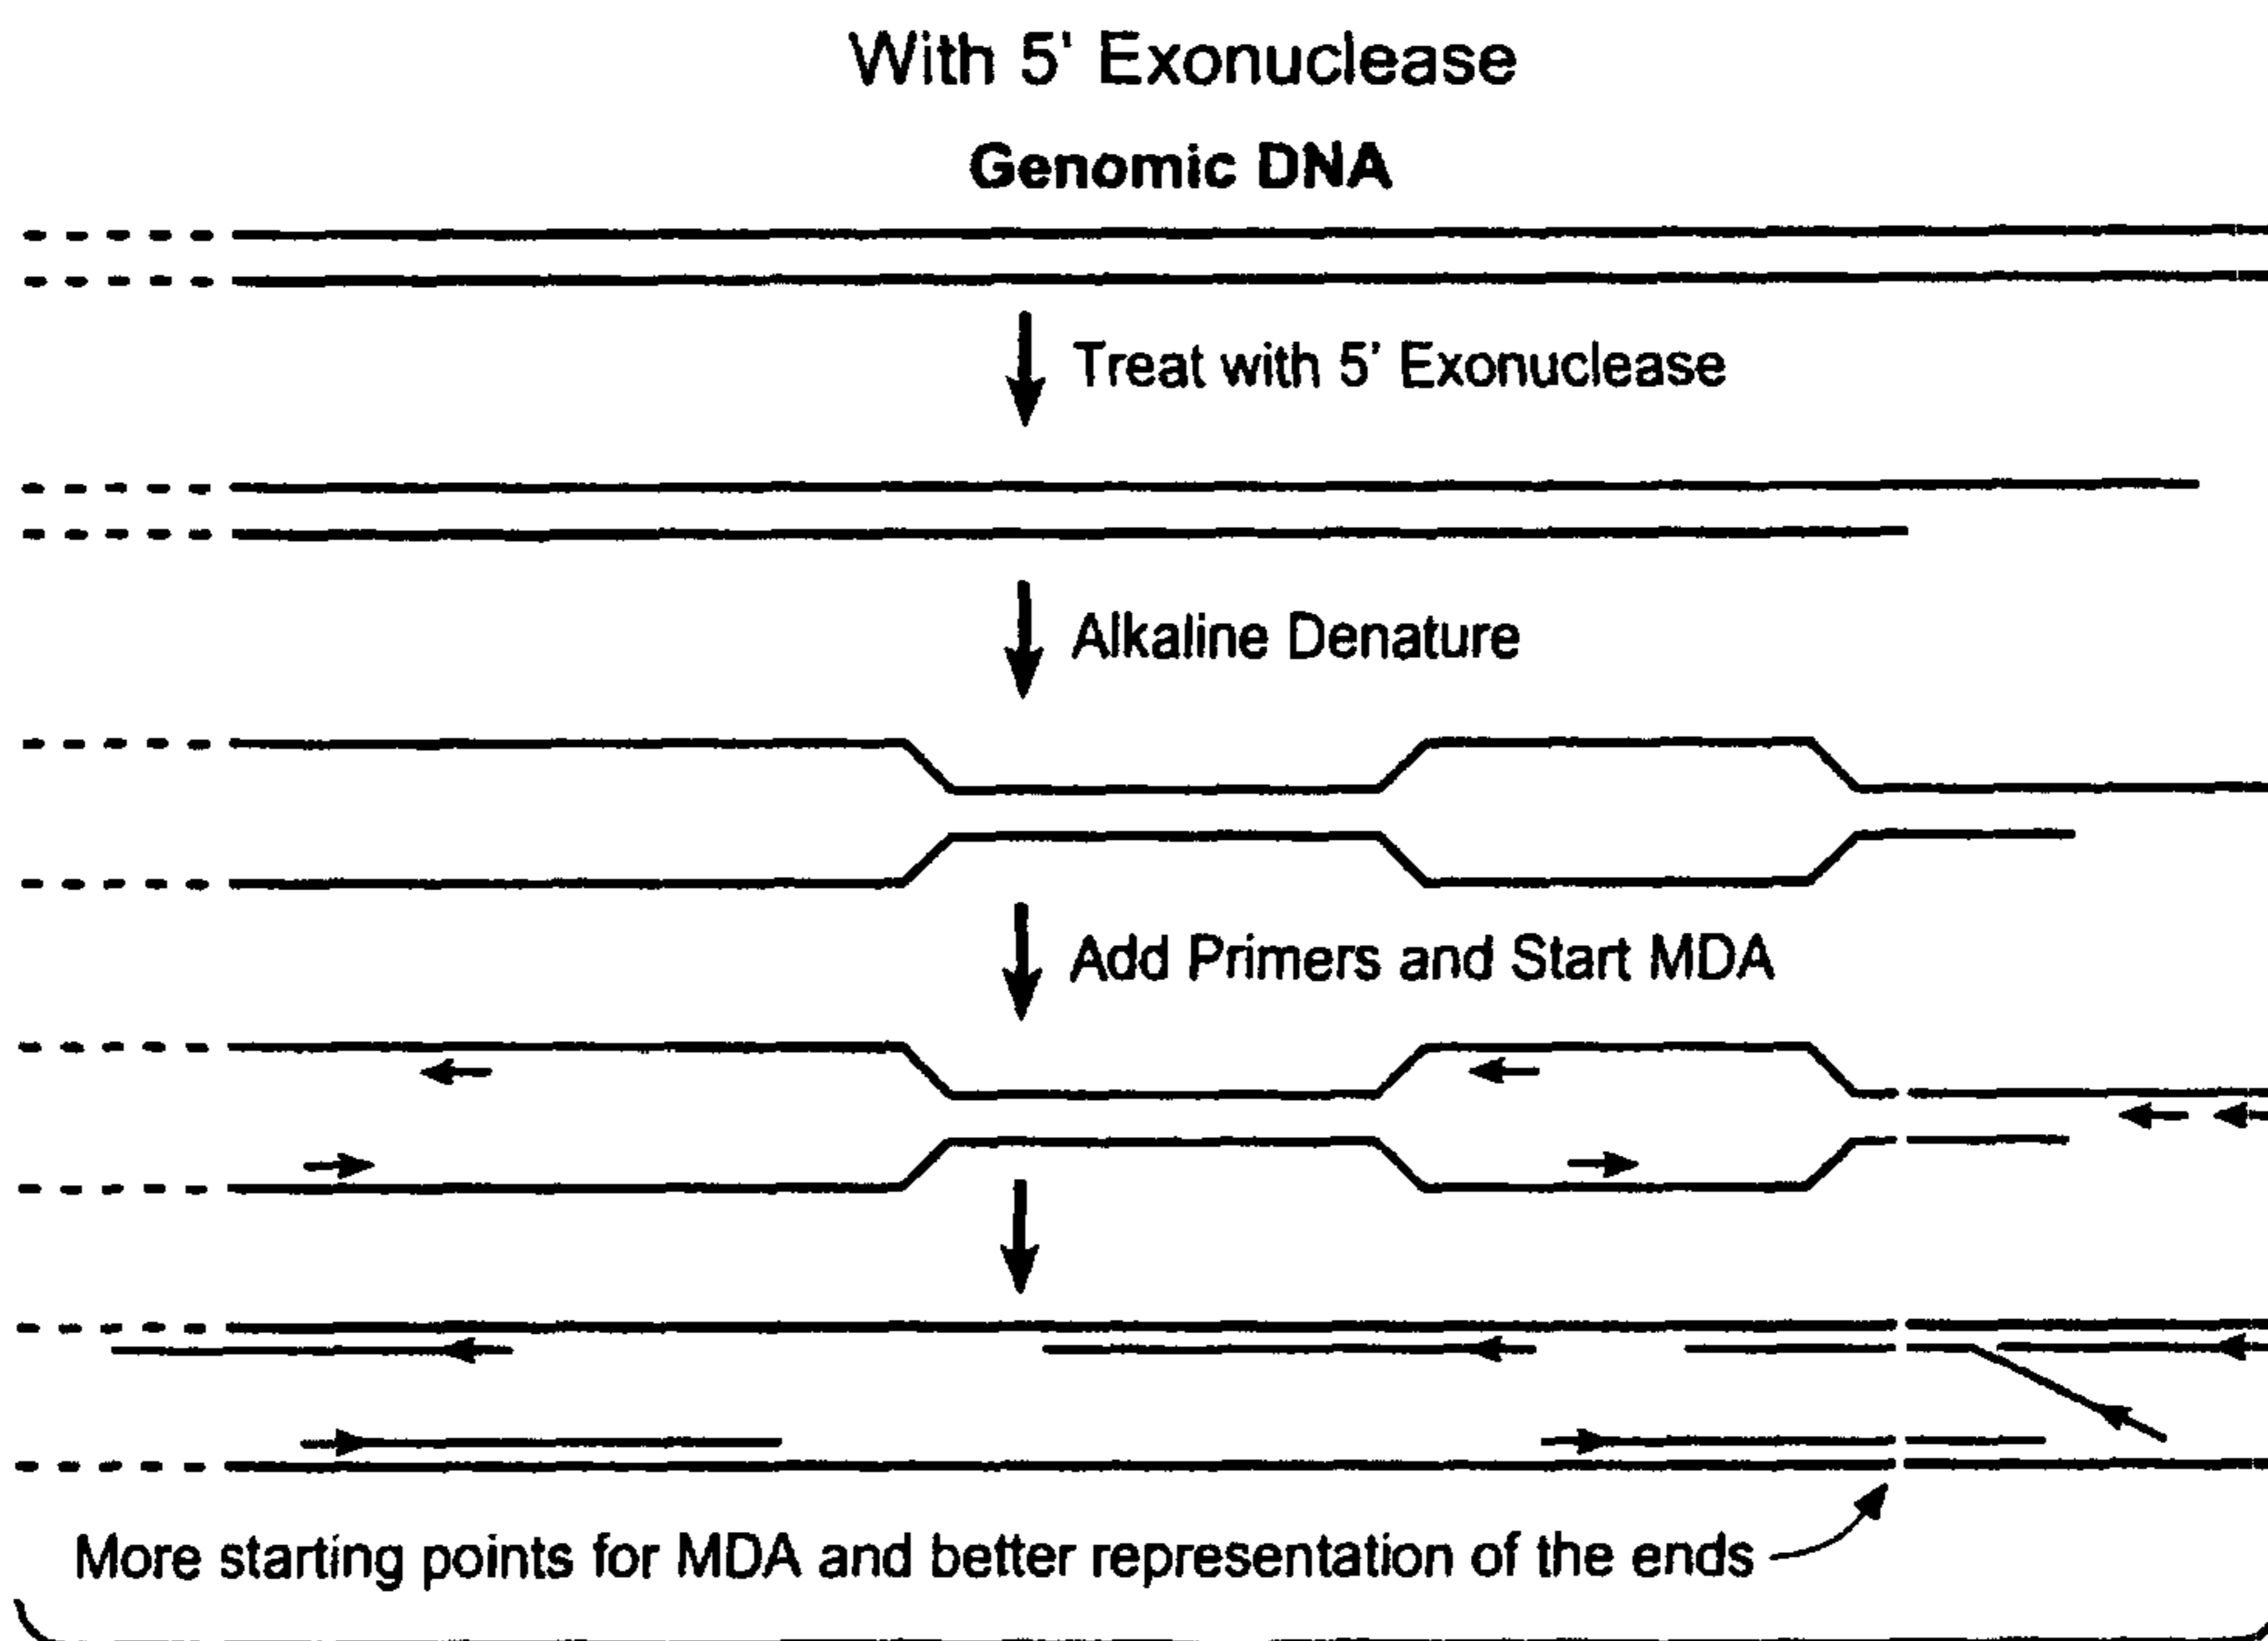 With 5' Exonuclease
Genomic DNA
Treat with 5' Exonuclease
Alkaline Denature
Add Primers and Start MDA
More starting points for MDA and better representation of the ends